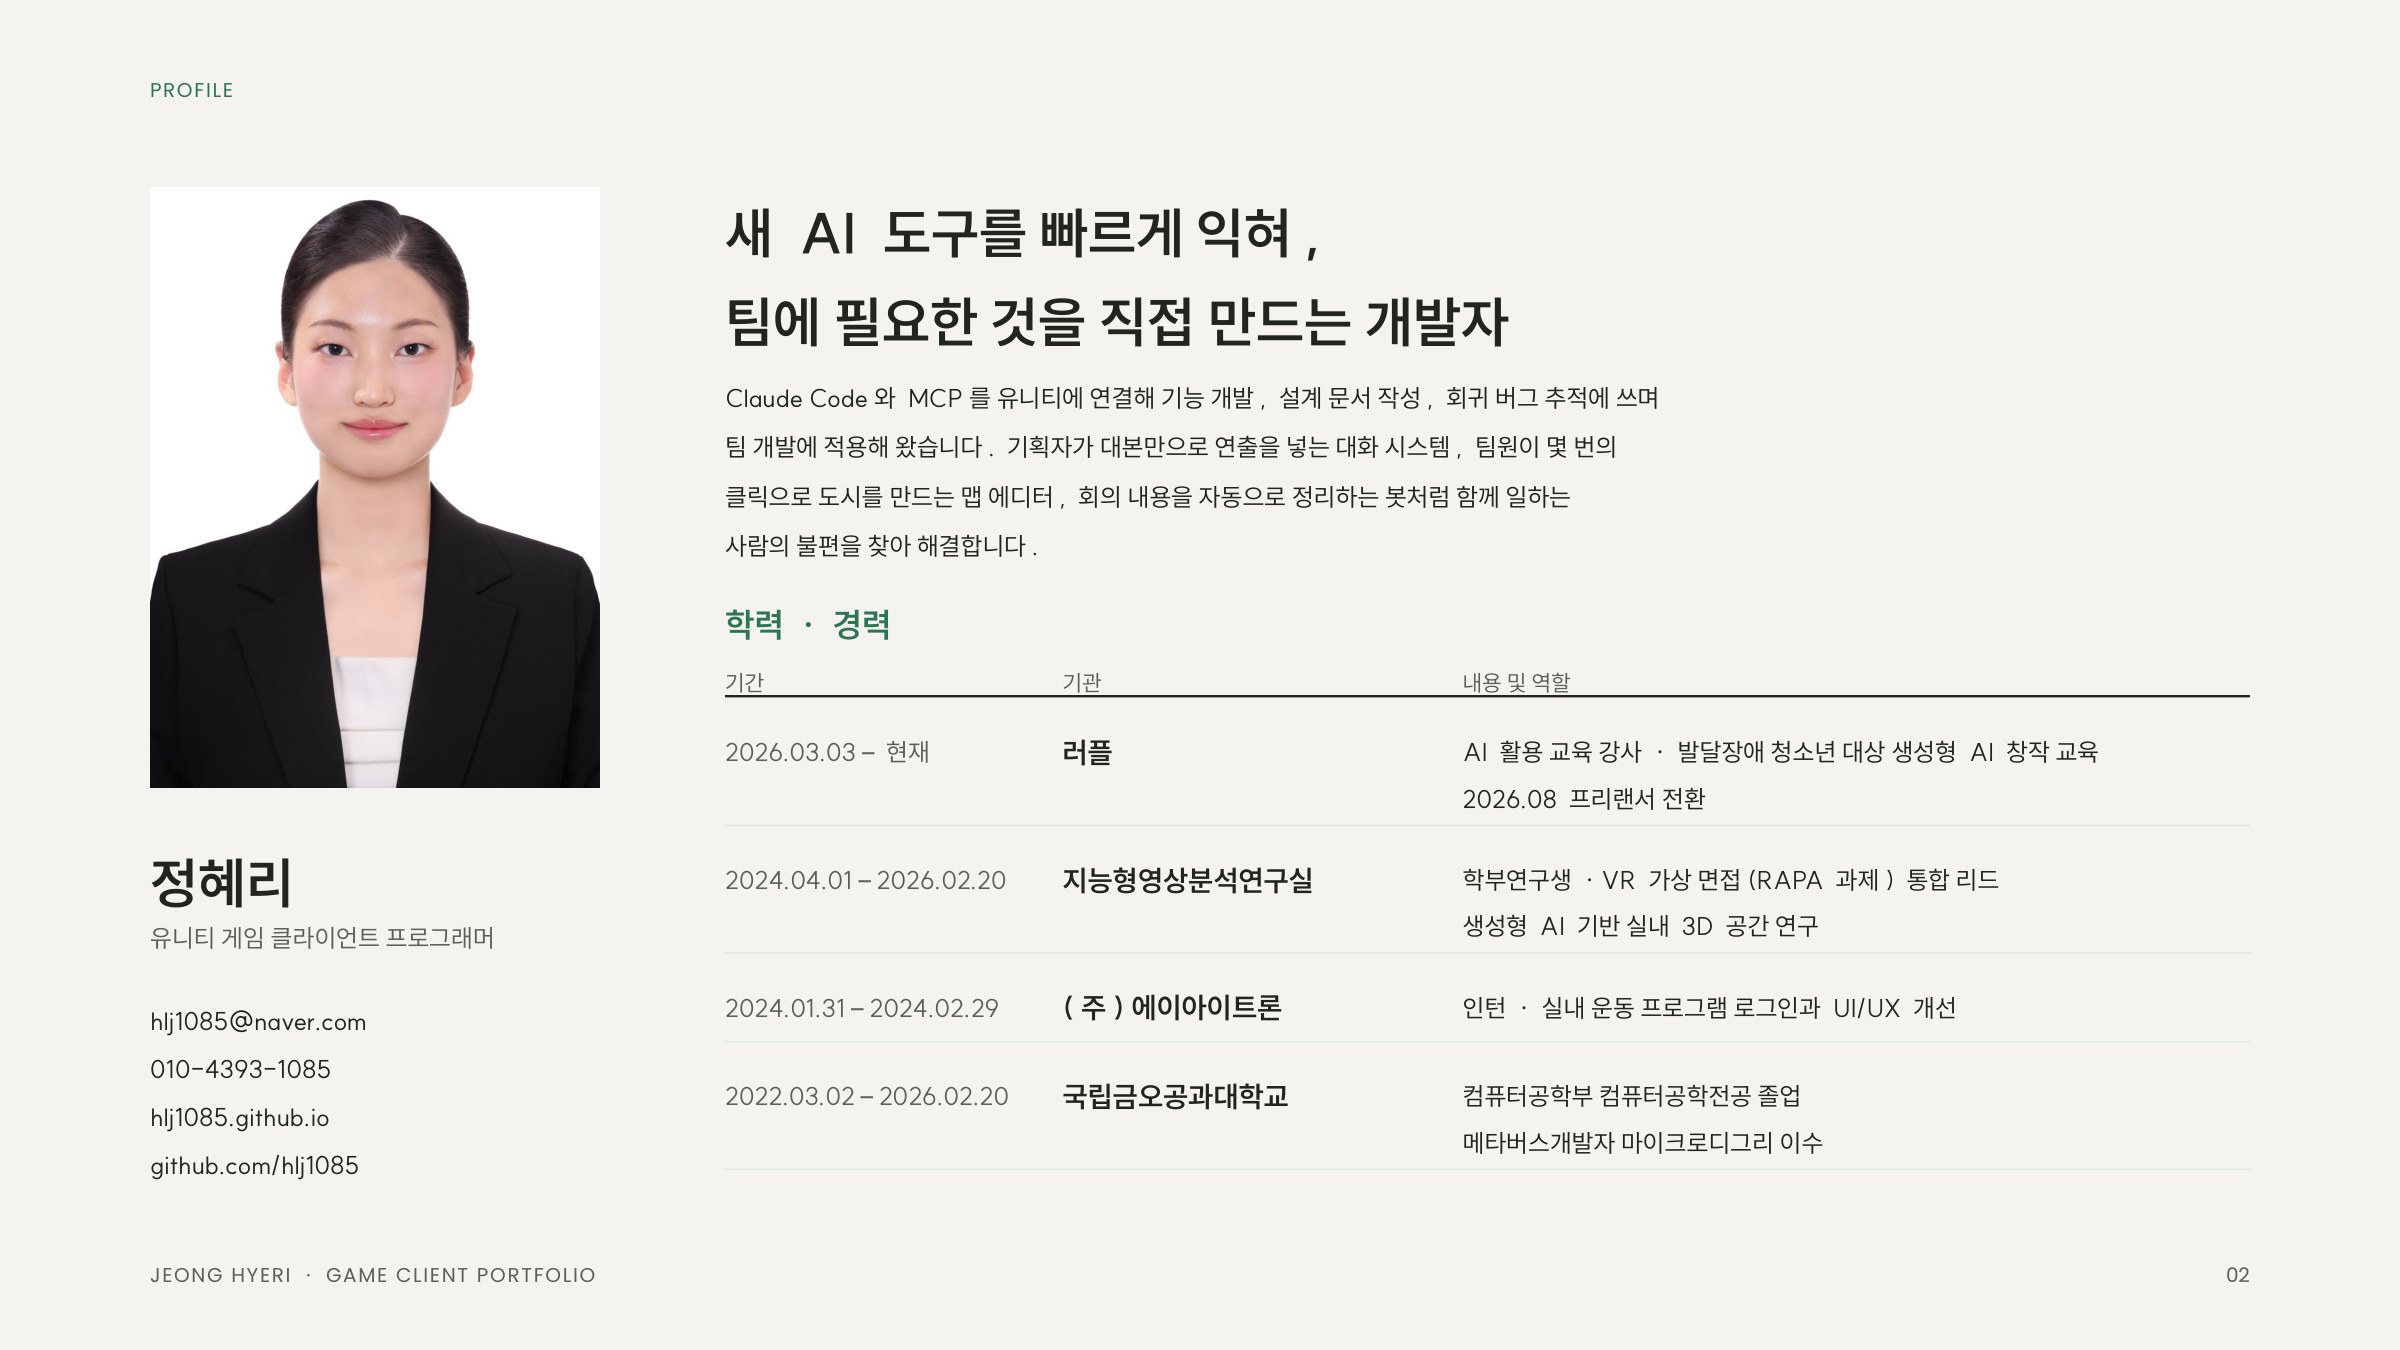 PROFILE
새 AI 도구를 빠르게 익혀,
팀에 필요한 것을 직접 만드는 개발자
Claude Code와 MCP를 유니티에 연결해 기능 개발, 설계 문서 작성, 회귀 버그 추적에 쓰며
팀 개발에 적용해 왔습니다. 기획자가 대본만으로 연출을 넣는 대화 시스템, 팀원이 몇 번의
클릭으로 도시를 만드는 맵 에디터, 회의 내용을 자동으로 정리하는 봇처럼 함께 일하는
사람의 불편을 찾아 해결합니다.
학력 · 경력
기간 기관 내용 및 역할
2026.03.03 – 현재 러플 AI 활용 교육 강사 · 발달장애 청소년 대상 생성형 AI 창작 교육
2026.08 프리랜서 전환
2024.04.01 – 2026.02.20 지능형영상분석연구실 학부연구생 · VR 가상 면접 (RAPA 과제) 통합 리드
생성형 AI 기반 실내 3D 공간 연구
2024.01.31 – 2024.02.29 (주)에이아이트론 인턴 · 실내 운동 프로그램 로그인과 UI/UX 개선
2022.03.02 – 2026.02.20 국립금오공과대학교 컴퓨터공학부 컴퓨터공학전공 졸업
메타버스개발자 마이크로디그리 이수
정혜리
유니티 게임 클라이언트 프로그래머
hlj1085@naver.com
010-4393-1085
hlj1085.github.io
github.com/hlj1085
JEONG HYERI · GAME CLIENT PORTFOLIO
02